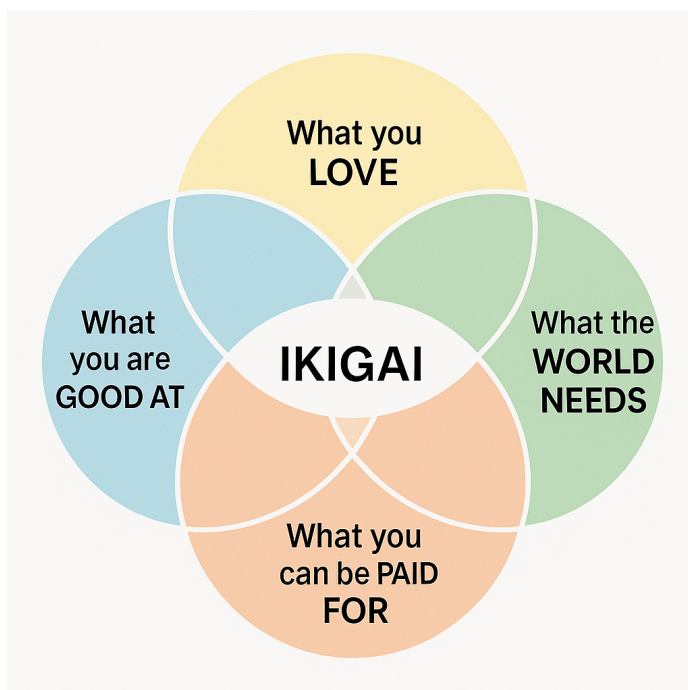 What you
LOVE
What
you are
GOOD AT
IKIGAI
What the
WORLD
NEEDS
What you
can be PAID
FOR